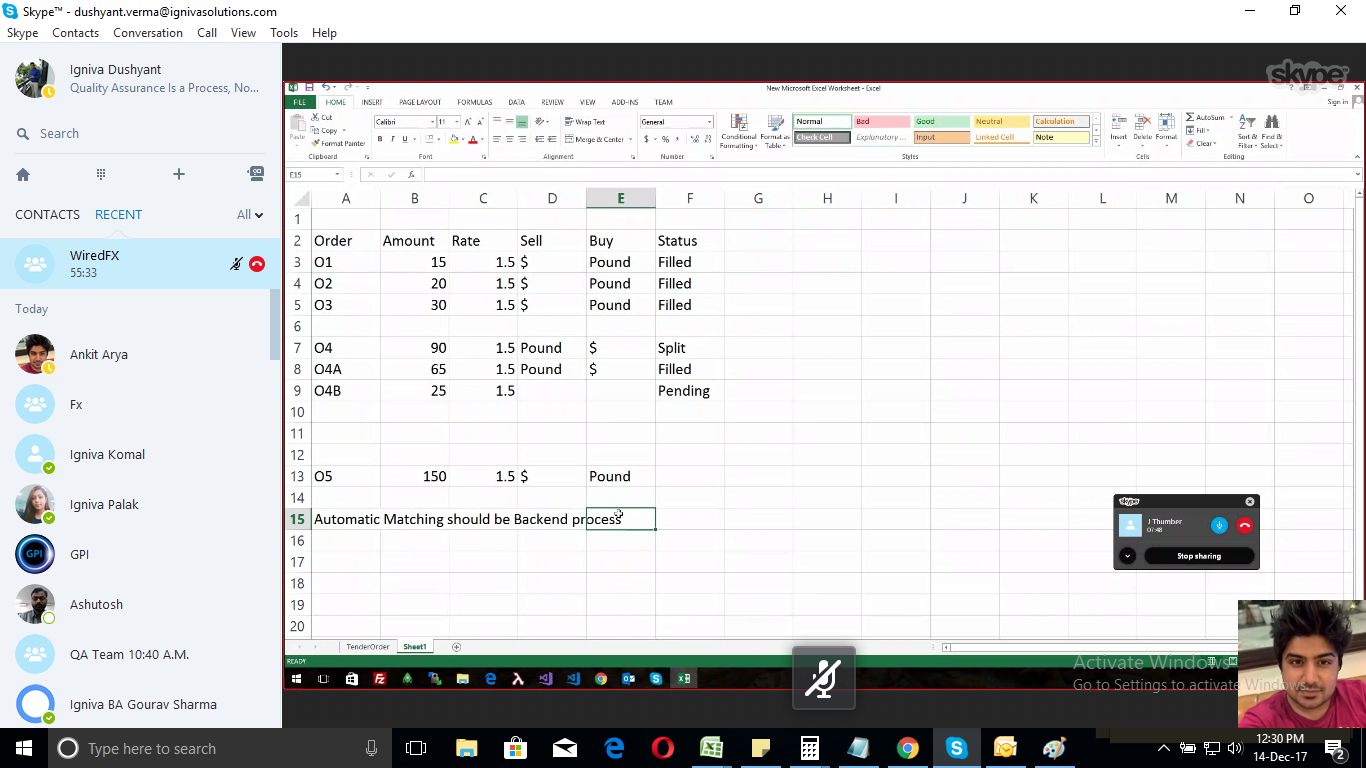 Skype™ - dushyant.verma@ignivasolutions.com
Skype Contacts Conversation Call View Tools Help
Igniva Dushyant
Quality Assurance Is a Process, No...
Search
CONTACTS RECENT All
WiredFX
55:33
Today
Ankit Arya
Fx
Igniva Komal
Igniva Palak
GPI
GPI
Ashutosh
QA Team 10:40 A.M.
Igniva BA Gourav Sharma
skype
New Microsoft Excel Worksheet - Excel
Sign in
FILE HOME INSERT PAGE LAYOUT FORMULAS DATA REVIEW VIEW ADD-INS TEAM
Paste
Cut
Copy
Format Painter
Clipboard
Calibri 11
B I U
Font
Wrap Text
Merge & Center
Alignment
General
$ %
Number
Conditional Formatting
Format as Table
Normal Bad Good Neutral Calculation
Check Cell Explanatory ... Input Linked Cell Note
Styles
Insert Delete Format
Cells
AutoSum
Fill
Clear
Sort & Filter
Find & Select
Editing
E15
A B C D E F G H I J K L M N O
1
2 Order Amount Rate Sell Buy Status
3 O1 15 1.5 $ Pound Filled
4 O2 20 1.5 $ Pound Filled
5 O3 30 1.5 $ Pound Filled
6
7 O4 90 1.5 Pound $ Split
8 O4A 65 1.5 Pound $ Filled
9 O4B 25 1.5 Pending
10
11
12
13 O5 150 1.5 $ Pound
14
15 Automatic Matching should be Backend process
16
17
18
19
20
skype
J Thumber
07:48
Stop sharing
TenderOrder Sheet1
READY
Activate Windows
Go to Settings to activate Windows.
Type here to search
12:30 PM
14-Dec-17
2